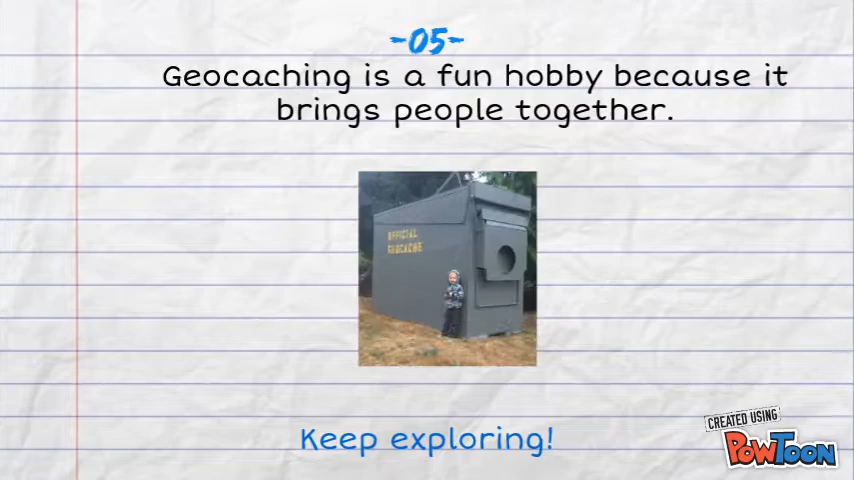 -05-
Geocaching is a fun hobby because it
brings people together.
OFFICIAL
GEOCACHE
Keep exploring!
CREATED USING
POWTOON